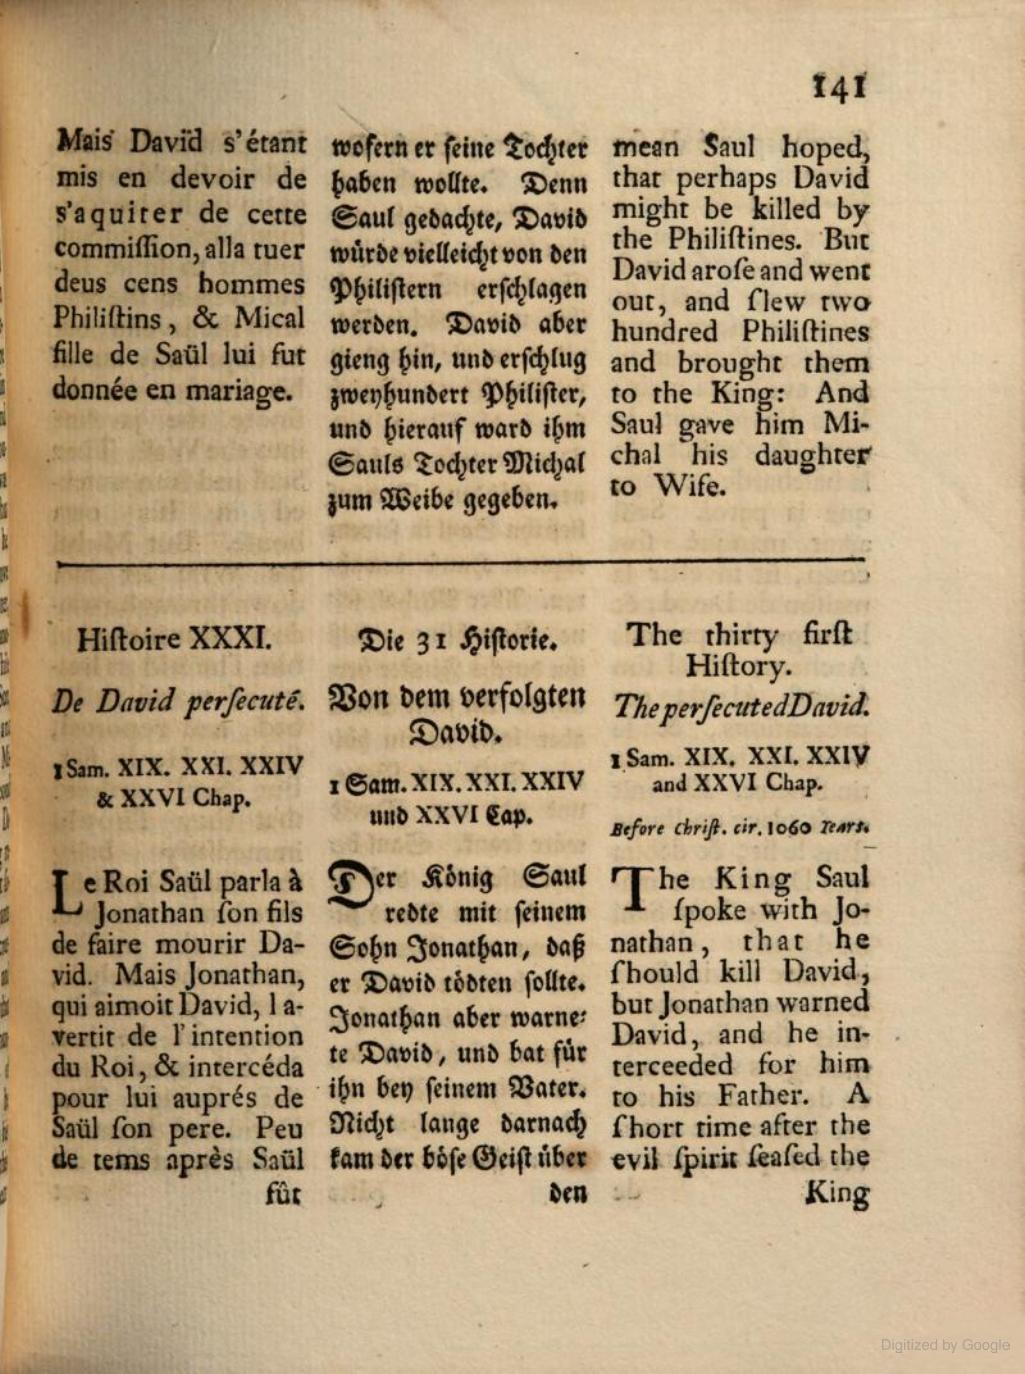 141
Mais David s'étant
mis en devoir de
s'aquiter de cette
commiſſion, alla tuer
deus cens hommes
Philiſtins, & Mical
fille de Saül lui fut
donnée en mariage.
wofern er ſeine Tochter
haben wollte. Denn
Saul gedachte, David
würde vielleicht von den
Philiſtern erſchlagen
werden. David aber
gieng hin, und erſchlug
zweyhundert Philiſter,
und hierauf ward ihm
Sauls Tochter Michal
zum Weibe gegeben.
mean Saul hoped,
that perhaps David
might be killed by
the Philiſtines. But
David aroſe and went
out, and ſlew two
hundred Philiſtines
and brought them
to the King: And
Saul gave him Mi-
chal his daughter
to Wife.
Hiſtoire XXXI.
De David perſecuté.
1 Sam. XIX. XXI. XXIV
& XXVI Chap.
Le Roi Saül parla à
Jonathan ſon fils
de faire mourir Da-
vid. Mais Jonathan,
qui aimoit David, l a-
vertit de l'intention
du Roi, & intercéda
pour lui auprés de
Saül ſon pere. Peu
de tems après Saül
fût
Die 31 Hiſtorie.
Von dem verfolgten
David.
1 Sam. XIX. XXI. XXIV
und XXVI Cap.
Der König Saul
redte mit ſeinem
Sohn Jonathan, daß
er David tödten ſollte.
Jonathan aber warne-
te David, und bat für
ihn bey ſeinem Vater.
Nicht lange darnach
kam der böſe Geiſt über
den
The thirty firſt
Hiſtory.
The perſecuted David.
1 Sam. XIX. XXI. XXIV
and XXVI Chap.
Before Chriſt. cir. 1060 Years.
The King Saul
ſpoke with Jo-
nathan, that he
ſhould kill David,
but Jonathan warned
David, and he in-
terceeded for him
to his Father. A
ſhort time after the
evil ſpirit ſeaſed the
King
Digitized by Google